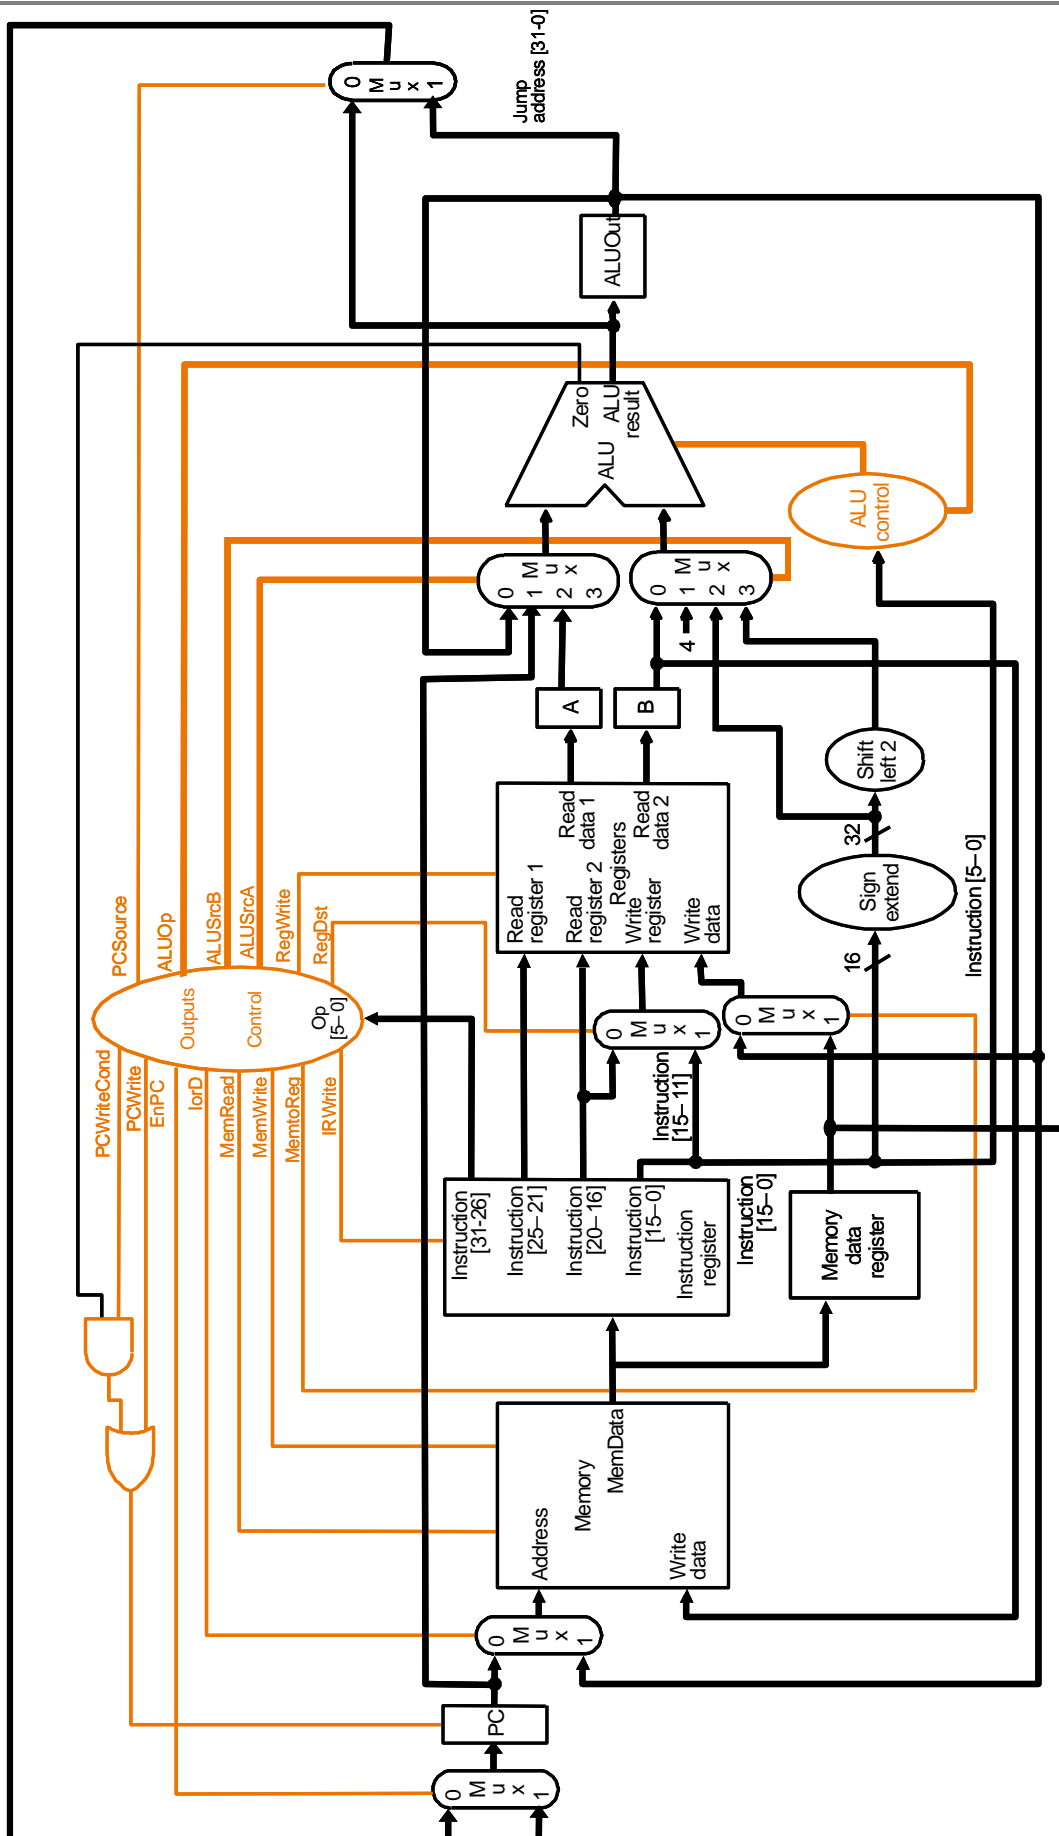 Jump
address [31-0]
0
M
u
x
1
PCSource
ALUOp
ALUSrcB
ALUSrcA
RegWrite
RegDst
Outputs
Control
Op
[5– 0]
PCWriteCond
PCWrite
EnPC
IorD
MemRead
MemWrite
MemtoReg
IRWrite
ALUOut
Zero
ALU
ALU
result
ALU
control
0
1
2
3
M
u
x
0
1
2
3
M
u
x
4
A
B
Shift
left 2
32
Sign
extend
16
Instruction [5– 0]
Read
register 1
Read
register 2
Registers
Write
register
Write
data
Read
data 1
Read
data 2
0
M
u
x
1
0
M
u
x
1
Instruction
[15– 11]
Instruction
[31-26]
Instruction
[25– 21]
Instruction
[20– 16]
Instruction
[15– 0]
Instruction
register
Instruction
[15– 0]
Memory
data
register
Address
Memory
MemData
Write
data
0
M
u
x
1
PC
0
M
u
x
1